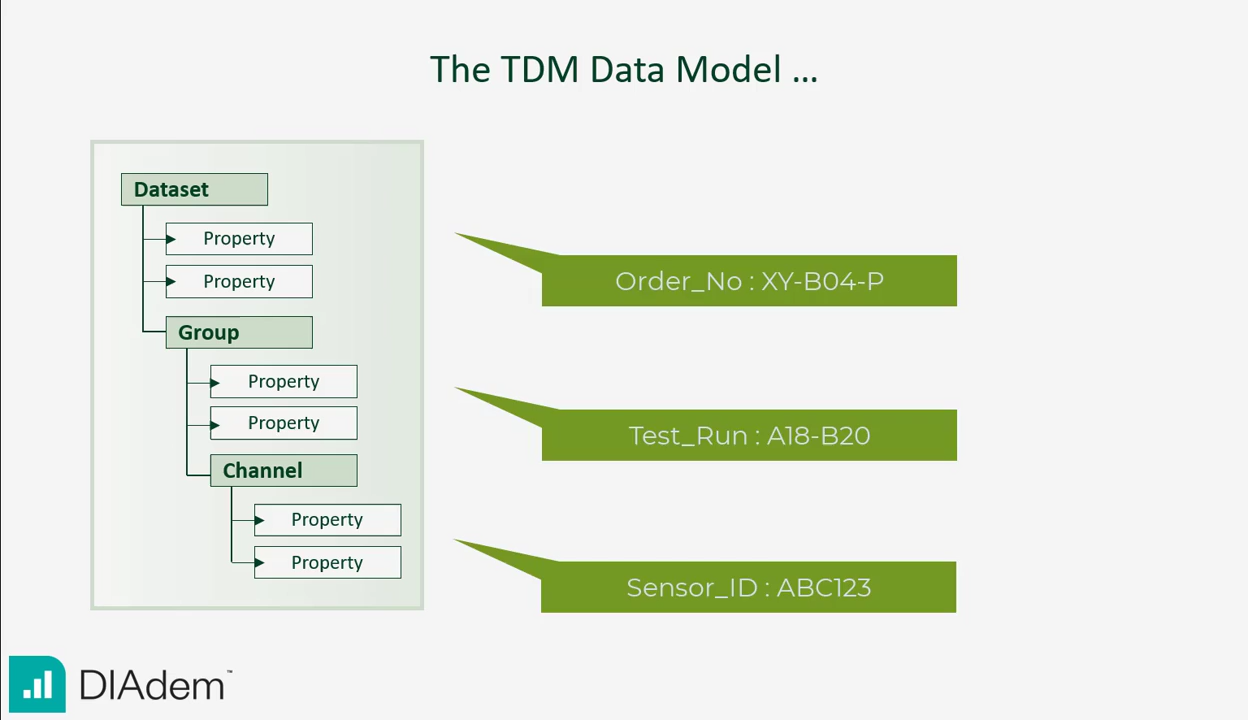 The TDM Data Model ...
Dataset
Property
Property
Order_No : XY-B04-P
Group
Property
Property
Test_Run : A18-B20
Channel
Property
Property
Sensor_ID : ABC123
DIAdem™